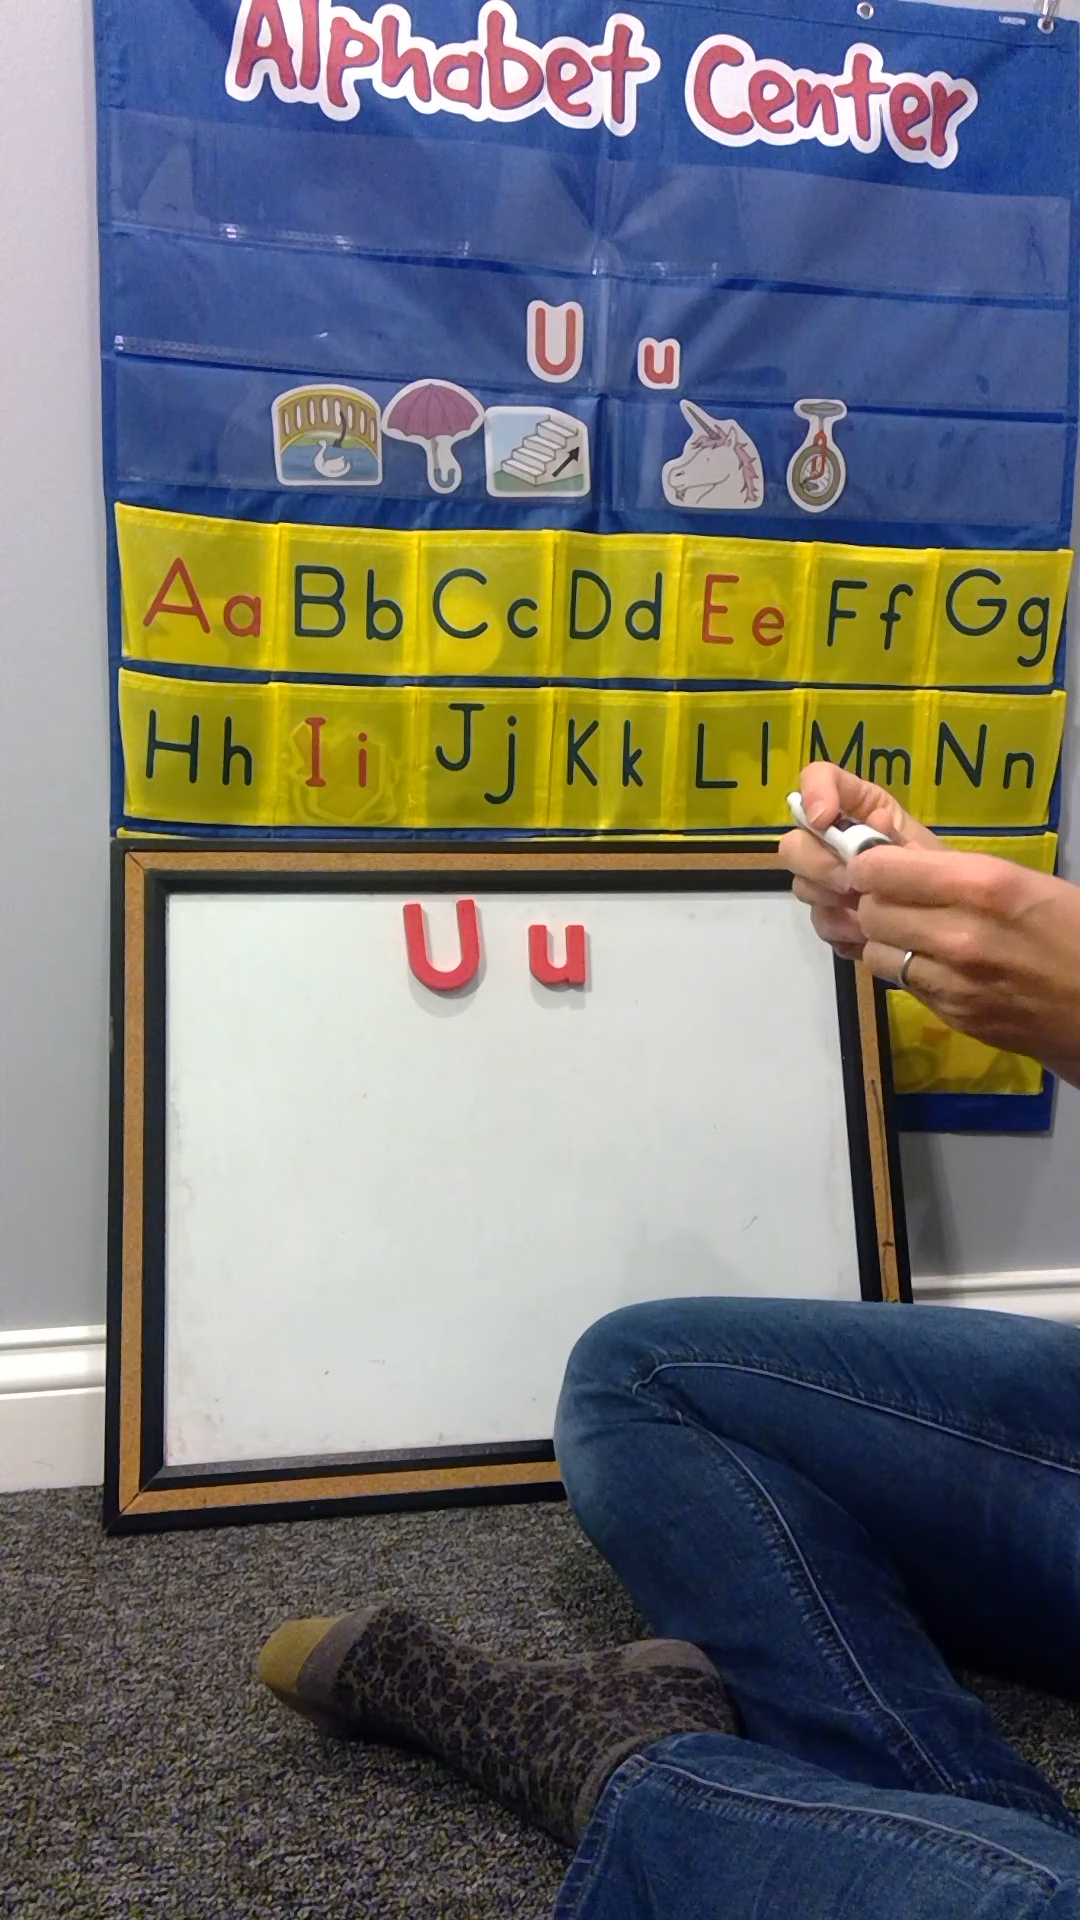 Alphabet Center
U u
Aa Bb Cc Dd Ee Ff Gg
Hh Ii Jj Kk Ll Mm Nn
U u